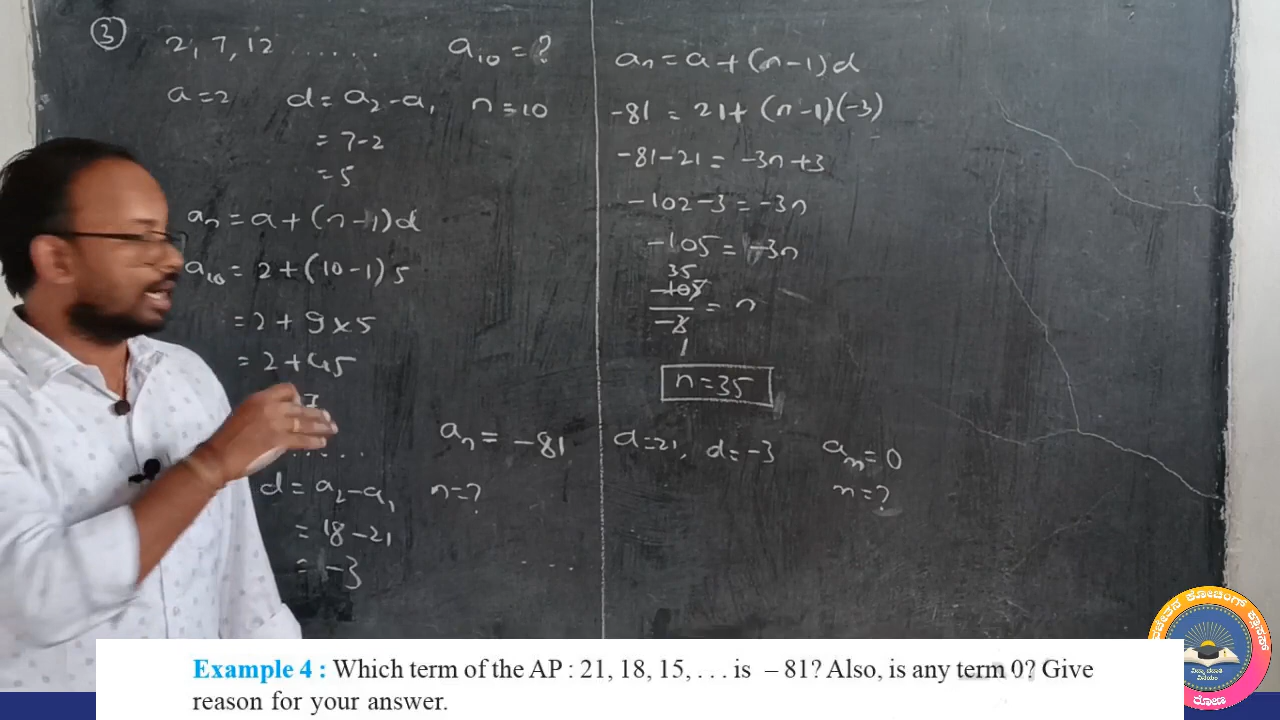 ③ 2, 7, 12 ...... a₁₀ = ?
a = 2 d = a₂ - a₁ n = 10
= 7-2
= 5
aₙ = a + (n-1)d
a₁₀ = 2 + (10-1) 5
= 2 + 9 x 5
= 2 + 45
7
.....
aₙ = -81
d = a₂ - a₁ n = ?
= 18 - 21
= -3
.....
aₙ = a + (n-1)d
-81 = 21 + (n-1)(-3)
-81-21 = -3n+3
-102-3 = -3n
-105 = -3n
35
-105/-3 = n
1
n = 35
a = 21, d = -3 aₙ = 0
n = ?
Example 4 : Which term of the AP : 21, 18, 15, . . . is – 81? Also, is any term 0? Give
reason for your answer.
ರೋಣ